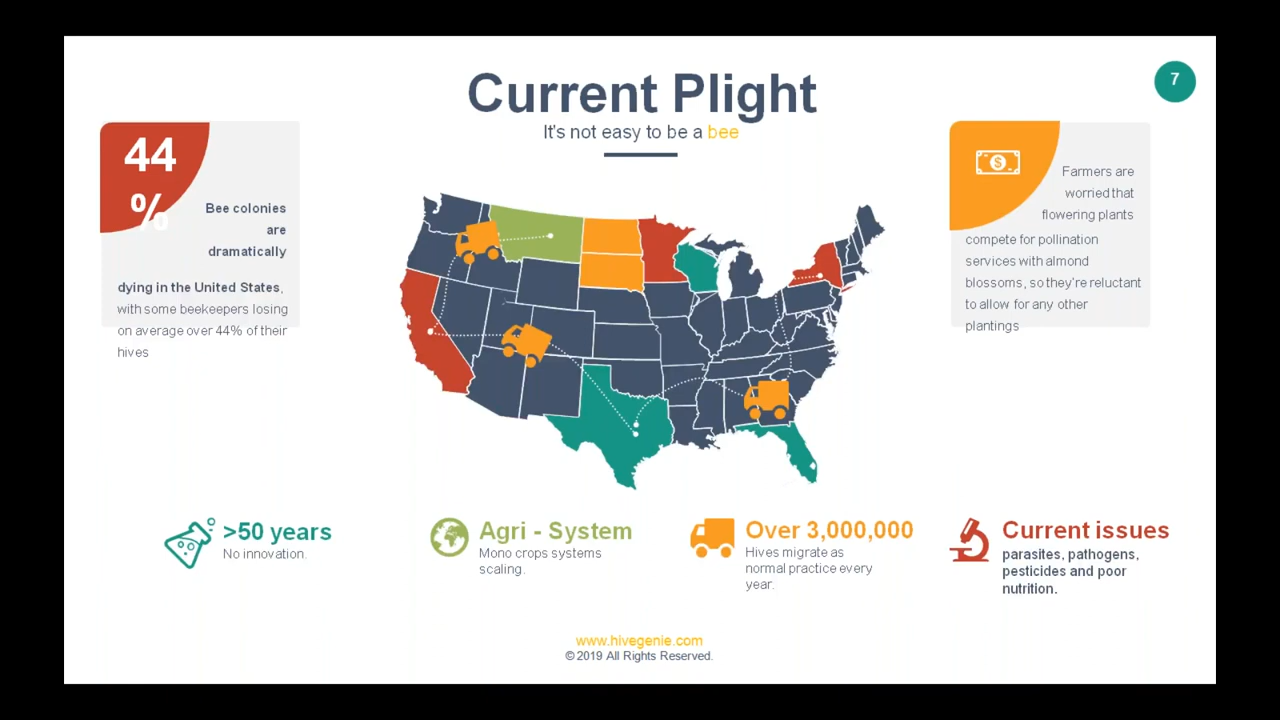 7
Current Plight
It's not easy to be a bee
44
%
Bee colonies
are
dramatically
dying in the United States,
with some beekeepers losing
on average over 44% of their
hives
$
Farmers are
worried that
flowering plants
compete for pollination
services with almond
blossoms, so they're reluctant
to allow for any other
plantings
>50 years
No innovation.
Agri - System
Mono crops systems
scaling.
Over 3,000,000
Hives migrate as
normal practice every
year.
Current issues
parasites, pathogens,
pesticides and poor
nutrition.
www.hivegenie.com
© 2019 All Rights Reserved.